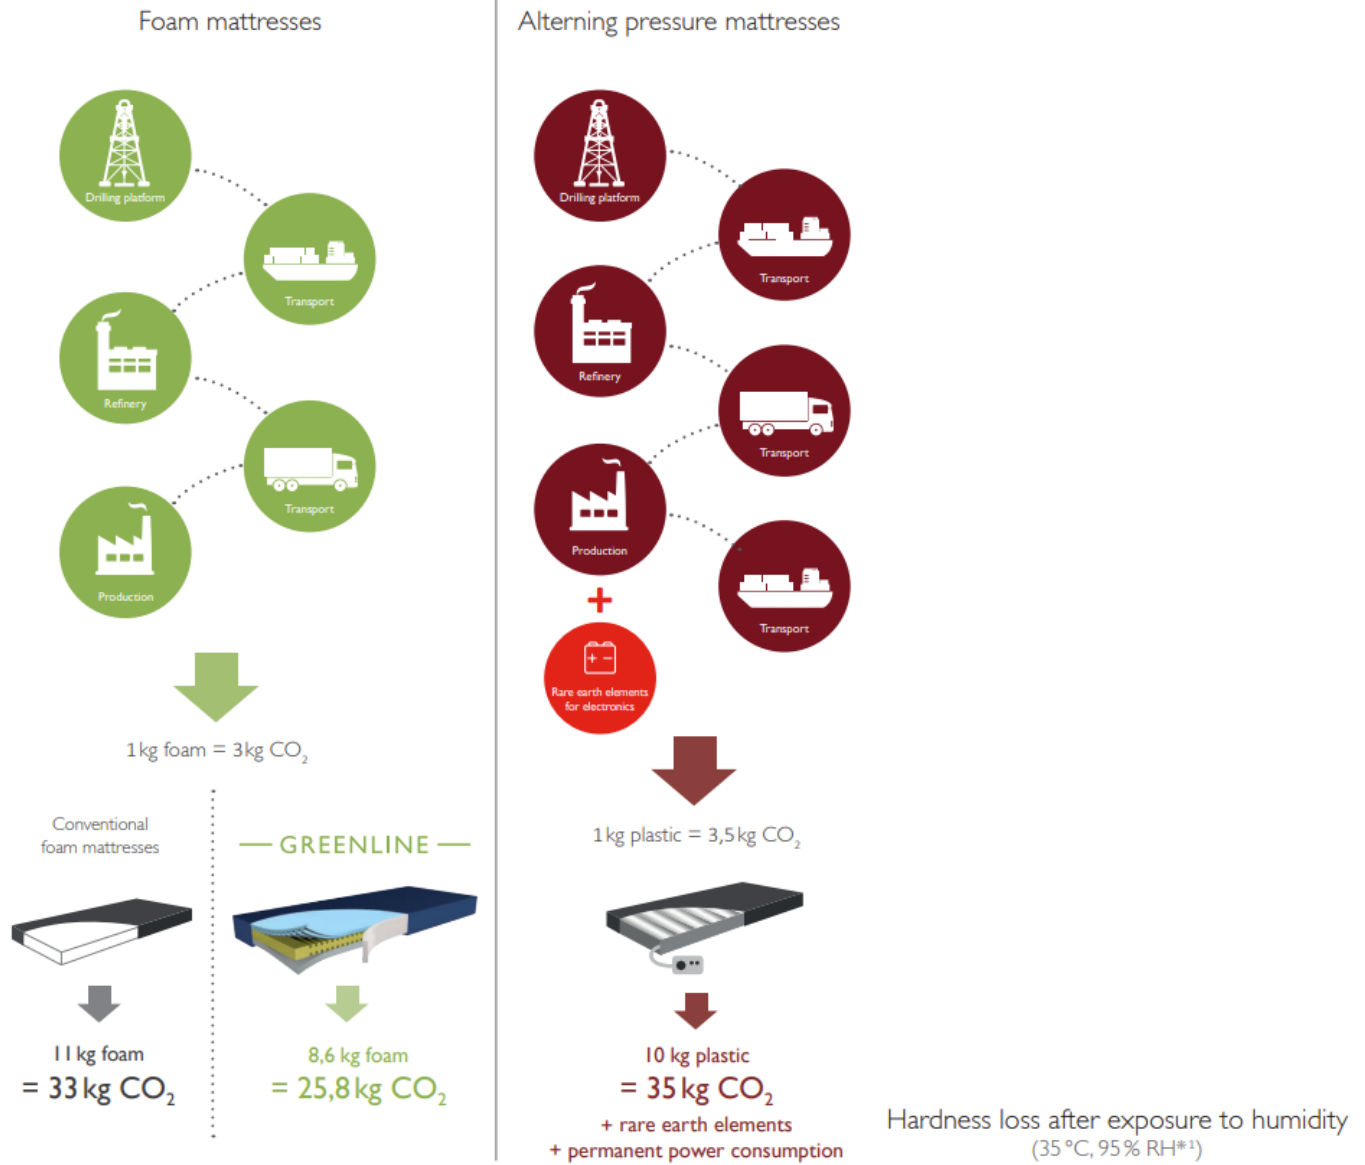 Foam mattresses
Drilling platform
Transport
Refinery
Transport
Production
1 kg foam = 3 kg CO₂
Conventional
foam mattresses
11 kg foam
= 33 kg CO₂
GREENLINE
8,6 kg foam
= 25,8 kg CO₂
Alterning pressure mattresses
Drilling platform
Transport
Refinery
Transport
Production
+
Transport
Rare earth elements
for electronics
1 kg plastic = 3,5 kg CO₂
10 kg plastic
= 35 kg CO₂
+ rare earth elements
+ permanent power consumption
Hardness loss after exposure to humidity
(35 °C, 95 % RH*¹)